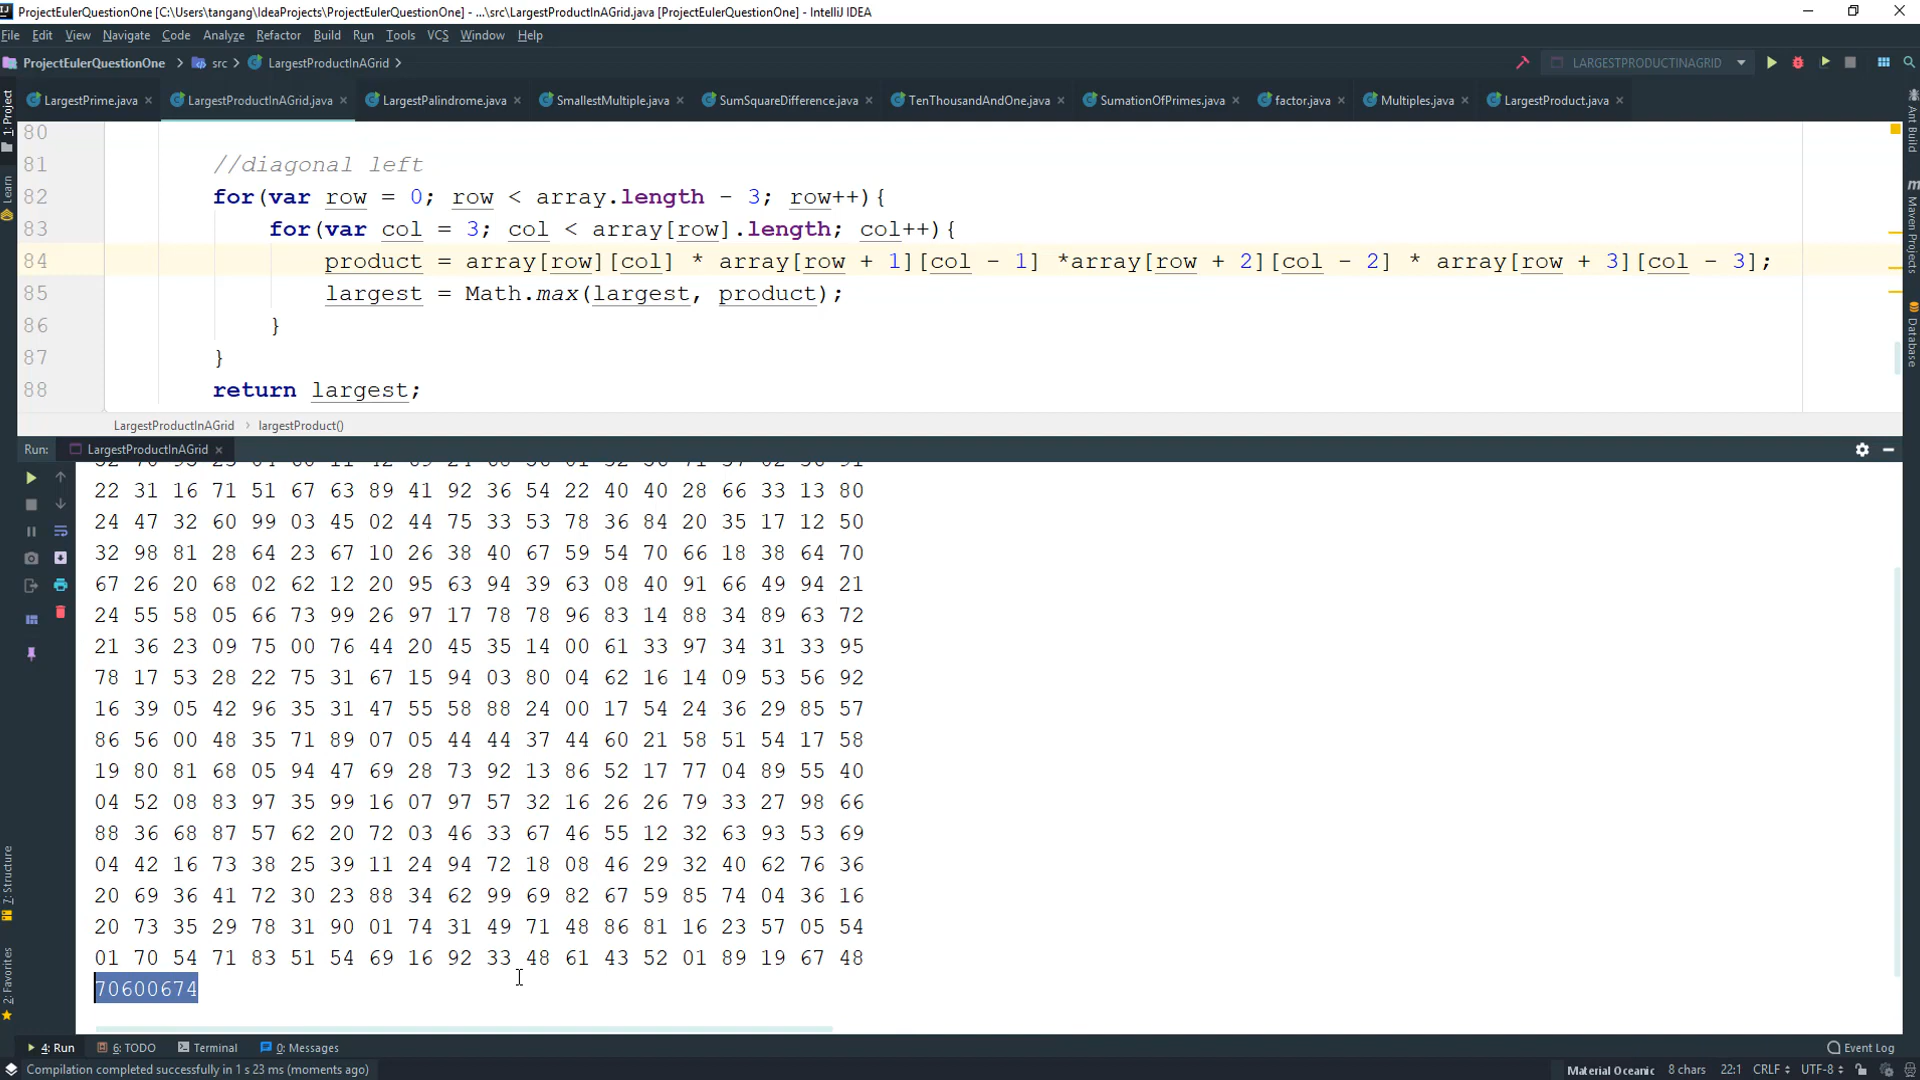 ProjectEulerQuestionOne [C:\Users\tangang\IdeaProjects\ProjectEulerQuestionOne] - ...\src\LargestProductInAGrid.java [ProjectEulerQuestionOne] - IntelliJ IDEA
File Edit View Navigate Code Analyze Refactor Build Run Tools VCS Window Help
ProjectEulerQuestionOne src LargestProductInAGrid LARGESTPRODUCTINAGRID
LargestPrime.java LargestProductInAGrid.java LargestPalindrome.java SmallestMultiple.java SumSquareDifference.java TenThousandAndOne.java SumationOfPrimes.java factor.java Multiples.java LargestProduct.java
80
81 //diagonal left
82 for(var row = 0; row < array.length - 3; row++){
83 for(var col = 3; col < array[row].length; col++){
84 product = array[row][col] * array[row + 1][col - 1] *array[row + 2][col - 2] * array[row + 3][col - 3];
85 largest = Math.max(largest, product);
86 }
87 }
88 return largest;
LargestProductInAGrid largestProduct()
Run: LargestProductInAGrid
22 31 16 71 51 67 63 89 41 92 36 54 22 40 40 28 66 33 13 80
24 47 32 60 99 03 45 02 44 75 33 53 78 36 84 20 35 17 12 50
32 98 81 28 64 23 67 10 26 38 40 67 59 54 70 66 18 38 64 70
67 26 20 68 02 62 12 20 95 63 94 39 63 08 40 91 66 49 94 21
24 55 58 05 66 73 99 26 97 17 78 78 96 83 14 88 34 89 63 72
21 36 23 09 75 00 76 44 20 45 35 14 00 61 33 97 34 31 33 95
78 17 53 28 22 75 31 67 15 94 03 80 04 62 16 14 09 53 56 92
16 39 05 42 96 35 31 47 55 58 88 24 00 17 54 24 36 29 85 57
86 56 00 48 35 71 89 07 05 44 44 37 44 60 21 58 51 54 17 58
19 80 81 68 05 94 47 69 28 73 92 13 86 52 17 77 04 89 55 40
04 52 08 83 97 35 99 16 07 97 57 32 16 26 26 79 33 27 98 66
88 36 68 87 57 62 20 72 03 46 33 67 46 55 12 32 63 93 53 69
04 42 16 73 38 25 39 11 24 94 72 18 08 46 29 32 40 62 76 36
20 69 36 41 72 30 23 88 34 62 99 69 82 67 59 85 74 04 36 16
20 73 35 29 78 31 90 01 74 31 49 71 48 86 81 16 23 57 05 54
01 70 54 71 83 51 54 69 16 92 33 48 61 43 52 01 89 19 67 48
70600674
4: Run 6: TODO Terminal 0: Messages Event Log
Compilation completed successfully in 1 s 23 ms (moments ago) Material Oceanic 8 chars 22:1 CRLF UTF-8
1: Project
Learn
7: Structure
2: Favorites
Ant Build
Maven Projects
Database